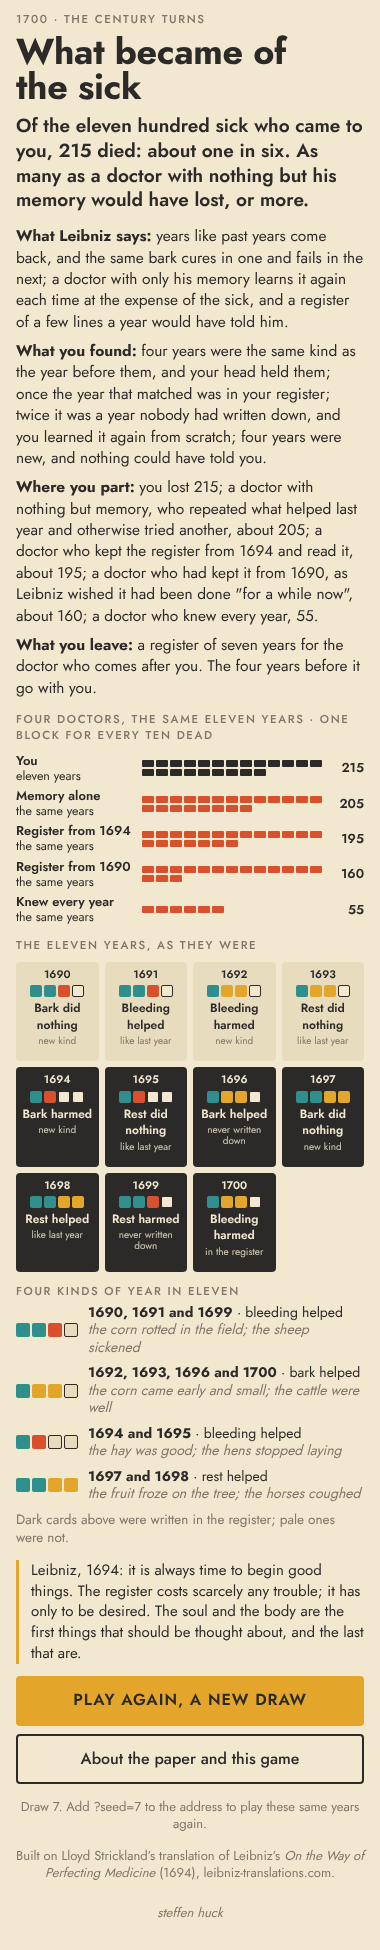 1700 · THE CENTURY TURNS
What became of
the sick
Of the eleven hundred sick who came to
you, 215 died: about one in six. As
many as a doctor with nothing but his
memory would have lost, or more.
What Leibniz says: years like past years come
back, and the same bark cures in one and fails in the
next; a doctor with only his memory learns it again
each time at the expense of the sick, and a register
of a few lines a year would have told him.
What you found: four years were the same kind as
the year before them, and your head held them;
once the year that matched was in your register;
twice it was a year nobody had written down, and
you learned it again from scratch; four years were
new, and nothing could have told you.
Where you part: you lost 215; a doctor with
nothing but memory, who repeated what helped last
year and otherwise tried another, about 205; a
doctor who kept the register from 1694 and read it,
about 195; a doctor who had kept it from 1690, as
Leibniz wished it had been done "for a while now",
about 160; a doctor who knew every year, 55.
What you leave: a register of seven years for the
doctor who comes after you. The four years before it
go with you.
FOUR DOCTORS, THE SAME ELEVEN YEARS · ONE
BLOCK FOR EVERY TEN DEAD
You
eleven years
215
Memory alone
the same years
205
Register from 1694
the same years
195
Register from 1690
the same years
160
Knew every year
the same years
55
THE ELEVEN YEARS, AS THEY WERE
1690
Bark did
nothing
new kind
1691
Bleeding
helped
like last year
1692
Bleeding
harmed
new kind
1693
Rest did
nothing
like last year
1694
Bark harmed
new kind
1695
Rest did
nothing
like last year
1696
Bark helped
never written
down
1697
Bark did
nothing
new kind
1698
Rest helped
like last year
1699
Rest harmed
never written
down
1700
Bleeding
harmed
in the register
FOUR KINDS OF YEAR IN ELEVEN
1690, 1691 and 1699 · bleeding helped
the corn rotted in the field; the sheep
sickened
1692, 1693, 1696 and 1700 · bark helped
the corn came early and small; the cattle were
well
1694 and 1695 · bleeding helped
the hay was good; the hens stopped laying
1697 and 1698 · rest helped
the fruit froze on the tree; the horses coughed
Dark cards above were written in the register; pale ones
were not.
Leibniz, 1694: it is always time to begin good
things. The register costs scarcely any trouble; it has
only to be desired. The soul and the body are the
first things that should be thought about, and the last
that are.
PLAY AGAIN, A NEW DRAW
About the paper and this game
Draw 7. Add ?seed=7 to the address to play these same years
again.
Built on Lloyd Strickland's translation of Leibniz's On the Way of
Perfecting Medicine (1694), leibniz-translations.com.
steffen huck